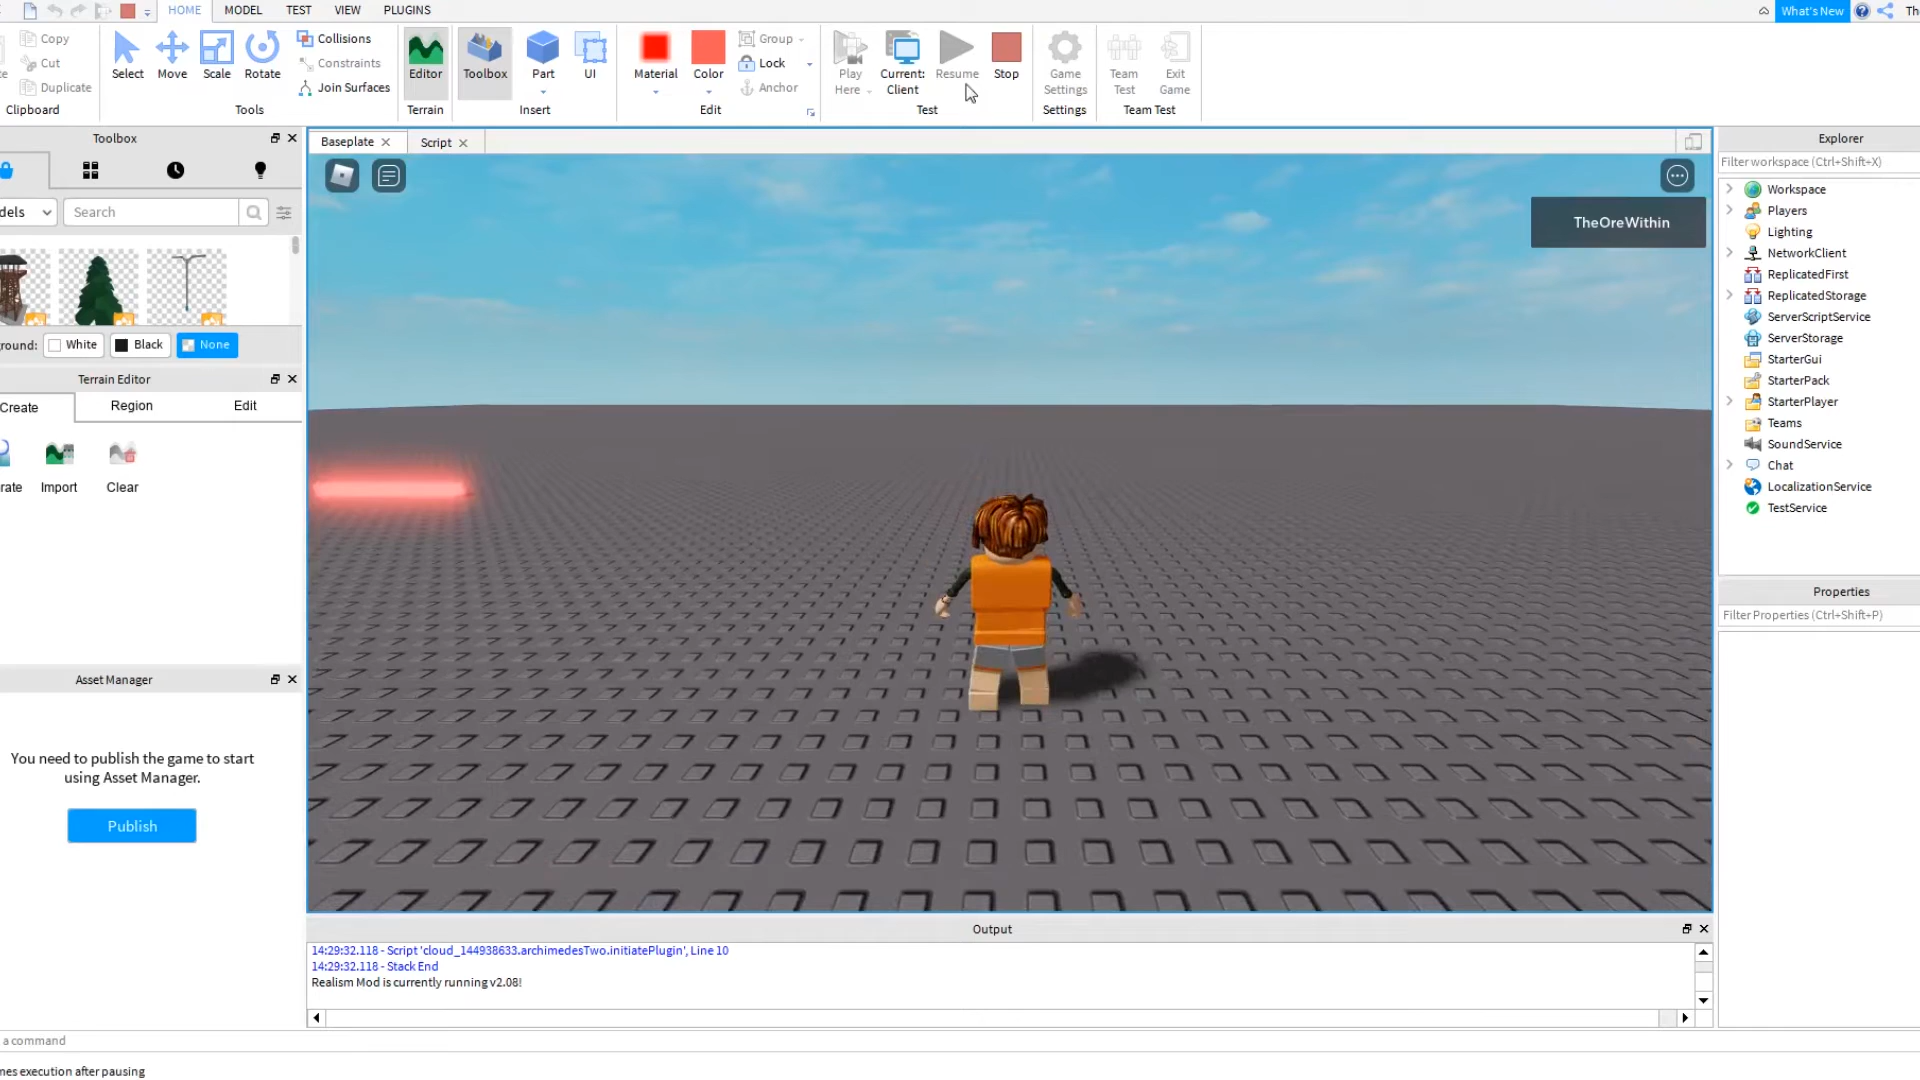 HOME MODEL TEST VIEW PLUGINS What's New Th
Copy
Cut
Duplicate
Clipboard
Select Move Scale Rotate
Collisions
Constraints
Join Surfaces
Tools
Editor
Terrain
Toolbox Part UI
Insert
Material Color
Group
Lock
Anchor
Edit
Play Here
Current: Client
Resume
Stop
Test
Game Settings
Settings
Team Test
Exit Game
Team Test
Toolbox
dels Search
round: White Black None
Terrain Editor
Create Region Edit
rate Import Clear
Asset Manager
You need to publish the game to start
using Asset Manager.
Publish
Baseplate Script
TheOreWithin
Output
14:29:32.118 - Script 'cloud_144938633.archimedesTwo.initiatePlugin', Line 10
14:29:32.118 - Stack End
Realism Mod is currently running v2.08!
Explorer
Filter workspace (Ctrl+Shift+X)
Workspace
Players
Lighting
NetworkClient
ReplicatedFirst
ReplicatedStorage
ServerScriptService
ServerStorage
StarterGui
StarterPack
StarterPlayer
Teams
SoundService
Chat
LocalizationService
TestService
Properties
Filter Properties (Ctrl+Shift+P)
a command
mes execution after pausing